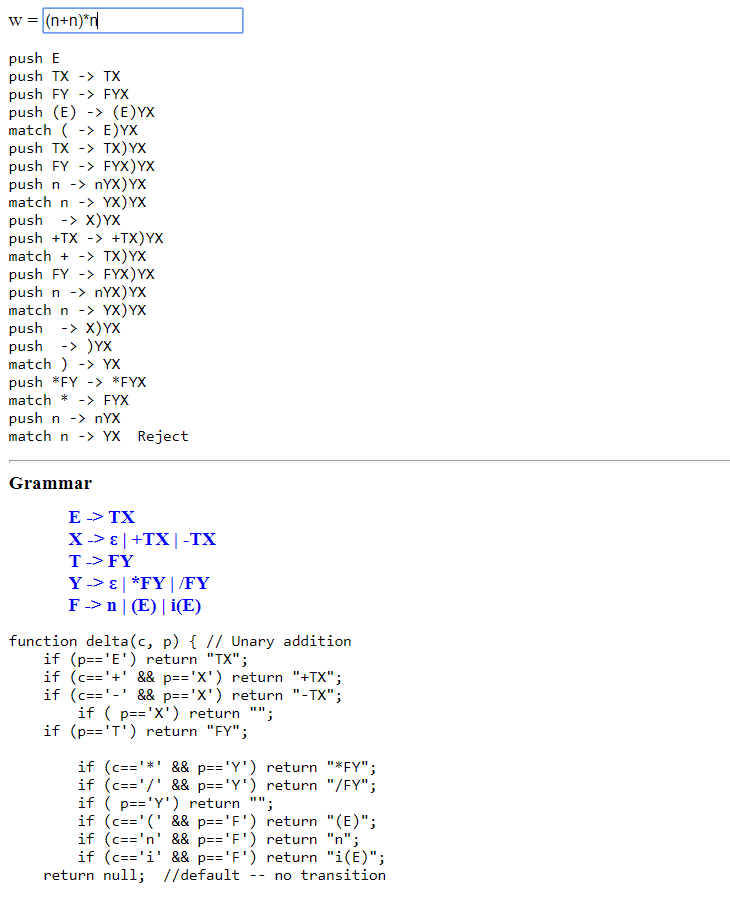 w = (n+n)*n
push E
push TX -> TX
push FY -> FYX
push (E) -> (E)YX
match ( -> E)YX
push TX -> TX)YX
push FY -> FYX)YX
push n -> nYX)YX
match n -> YX)YX
push  -> X)YX
push +TX -> +TX)YX
match + -> TX)YX
push FY -> FYX)YX
push n -> nYX)YX
match n -> YX)YX
push  -> X)YX
push  -> )YX
match ) -> YX
push *FY -> *FYX
match * -> FYX
push n -> nYX
match n -> YX  Reject
Grammar
E -> TX
X -> ε | +TX | -TX
T -> FY
Y -> ε | *FY | /FY
F -> n | (E) | i(E)
function delta(c, p) { // Unary addition
    if (p=='E') return "TX";
    if (c=='+' && p=='X') return "+TX";
    if (c=='-' && p=='X') return "-TX";
        if ( p=='X') return "";
    if (p=='T') return "FY";
        if (c=='*' && p=='Y') return "*FY";
        if (c=='/' && p=='Y') return "/FY";
        if ( p=='Y') return "";
        if (c=='(' && p=='F') return "(E)";
        if (c=='n' && p=='F') return "n";
        if (c=='i' && p=='F') return "i(E)";
    return null;  //default -- no transition